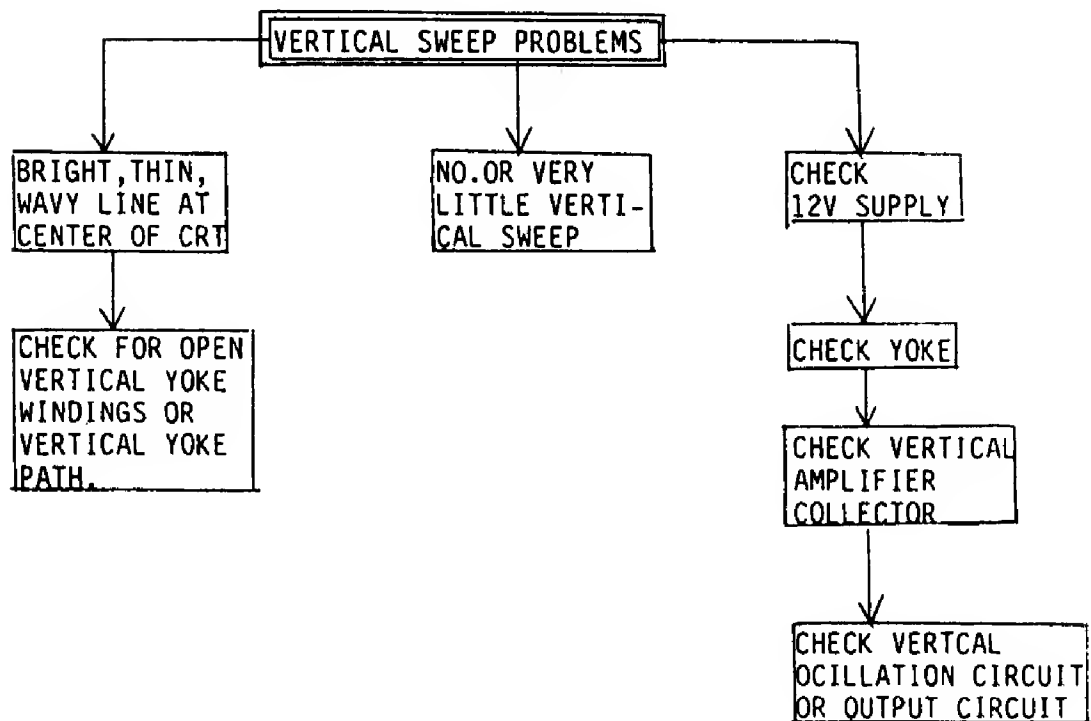 VERTICAL SWEEP PROBLEMS
BRIGHT,THIN,
WAVY LINE AT
CENTER OF CRT
NO.OR VERY
LITTLE VERTI-
CAL SWEEP
CHECK
12V SUPPLY
CHECK FOR OPEN
VERTICAL YOKE
WINDINGS OR
VERTICAL YOKE
PATH.
CHECK YOKE
CHECK VERTICAL
AMPLIFIER
COLLECTOR
CHECK VERTCAL
OCILLATION CIRCUIT
OR OUTPUT CIRCUIT